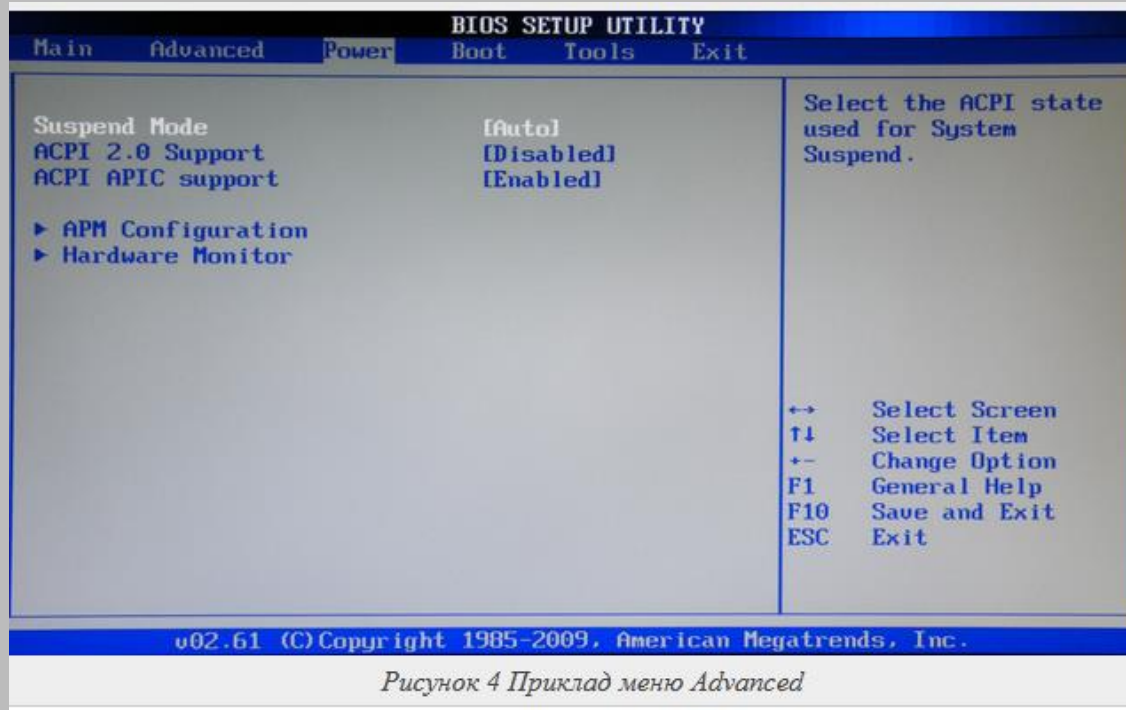 BIOS SETUP UTILITY
Main Advanced Power Boot Tools Exit
Suspend Mode [Auto]
ACPI 2.0 Support [Disabled]
ACPI APIC support [Enabled]
► APM Configuration
► Hardware Monitor
Select the ACPI state
used for System
Suspend.
←→ Select Screen
↑↓ Select Item
+- Change Option
F1 General Help
F10 Save and Exit
ESC Exit
v02.61 (C)Copyright 1985-2009, American Megatrends, Inc.
Рисунок 4 Приклад меню Advanced